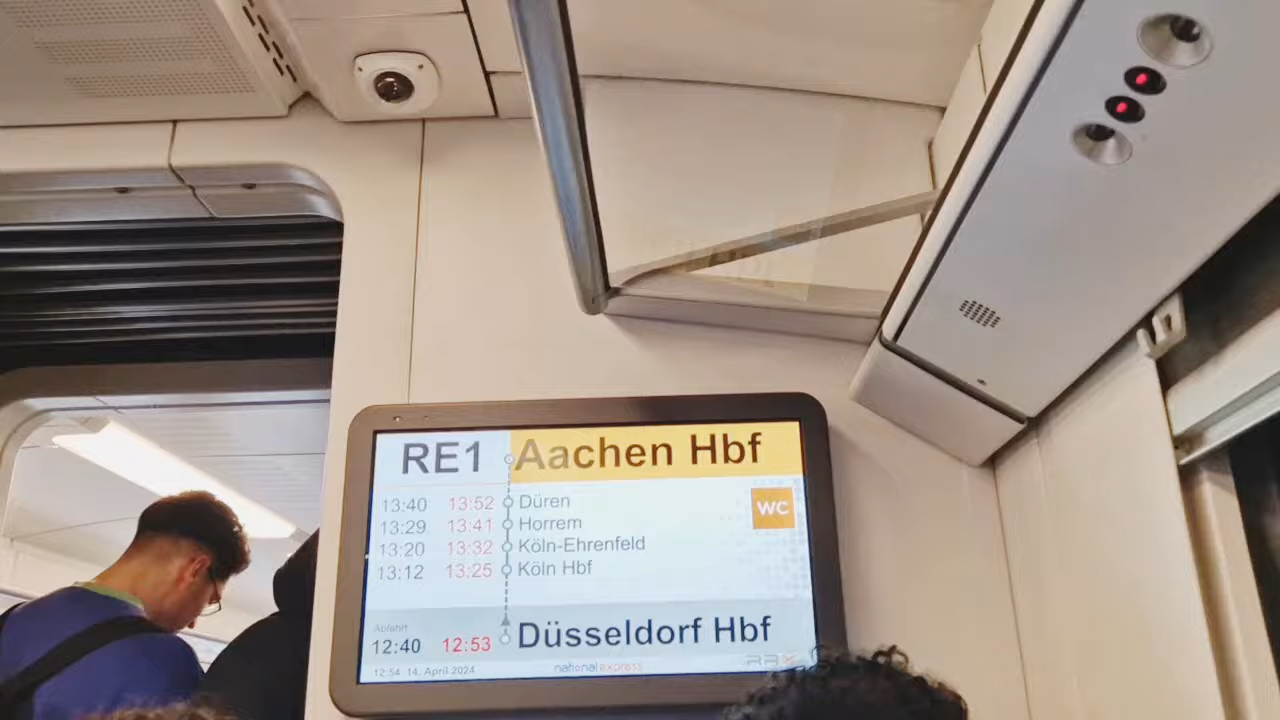 RE1 Aachen Hbf
13:40 13:52 Düren
13:29 13:41 Horrem
13:20 13:32 Köln-Ehrenfeld
13:12 13:25 Köln Hbf
WC
Abfahrt
12:40 12:53 Düsseldorf Hbf
12:54 14. April 2024 national express RRX